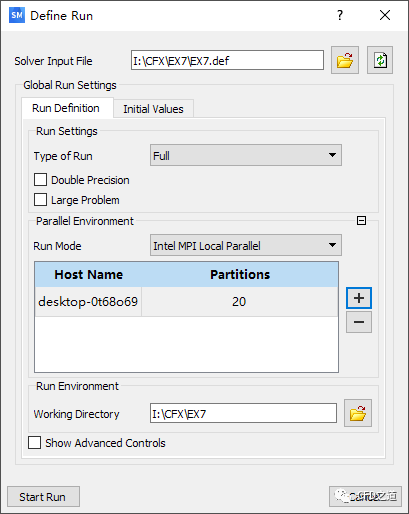 SM Define Run ? ×
Solver Input File I:\CFX\EX7\EX7.def
Global Run Settings
Run Definition Initial Values
Run Settings
Type of Run Full
Double Precision
Large Problem
Parallel Environment
Run Mode Intel MPI Local Parallel
Host Name Partitions
desktop-0t68o69 20
+
−
Run Environment
Working Directory I:\CFX\EX7
Show Advanced Controls
Start Run CFD之道